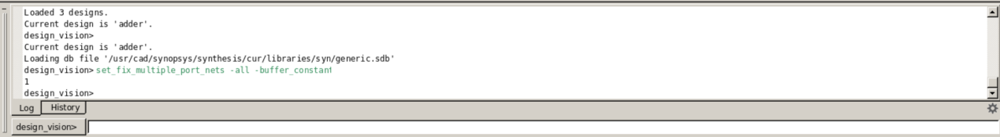 Loaded 3 designs.
Current design is 'adder'.
design_vision>
Current design is 'adder'.
Loading db file '/usr/cad/synopsys/synthesis/cur/libraries/syn/generic.sdb'
design_vision> set_fix_multiple_port_nets -all -buffer_constant
1
design_vision>
Log History
design_vision>